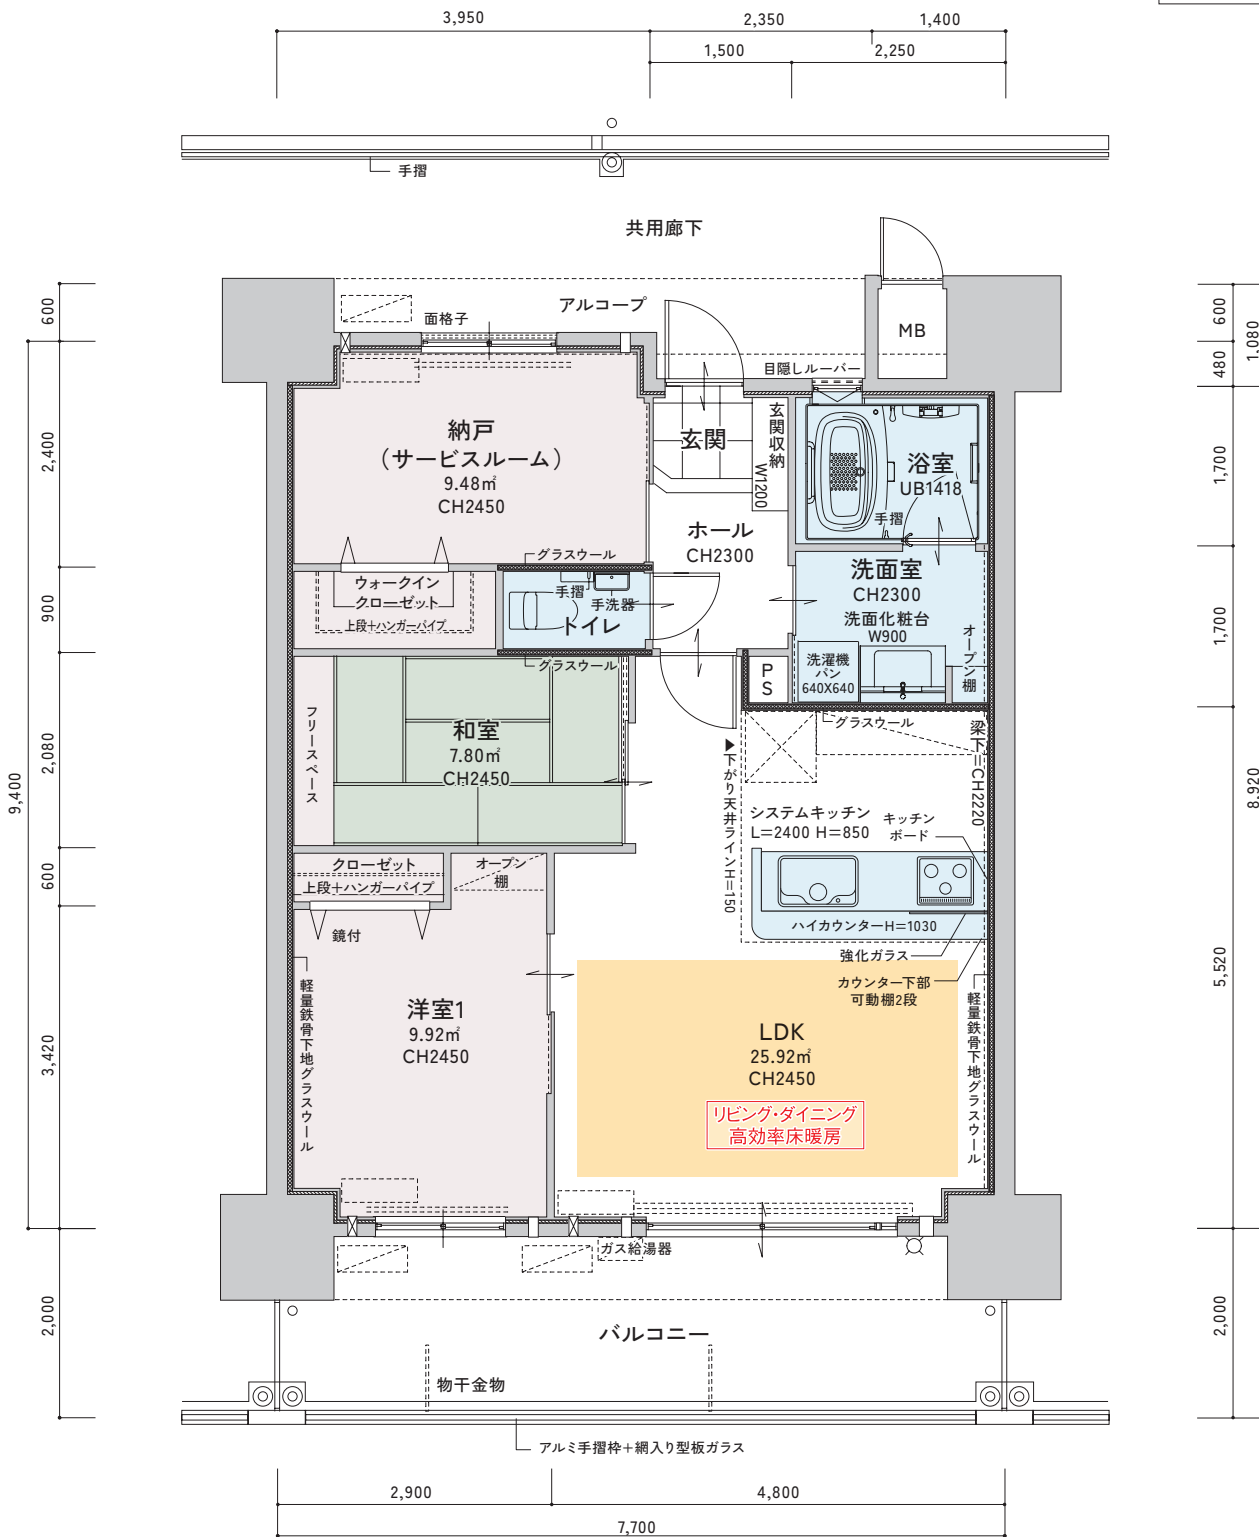 3,950
2,350
1,400
1,500
2,250
手摺
共用廊下
アルコーブ
面格子
MB
目隠しルーバー
600
600
1,080
480
納戸
（サービスルーム）
9.48㎡
CH2450
玄関
玄関収納
W1200
浴室
UB1418
手摺
2,400
1,700
ホール
CH2300
グラスウール
洗面室
CH2300
洗面化粧台
W900
ウォークイン
クローゼット
上段+ハンガーパイプ
手摺
手洗器
トイレ
900
1,700
グラスウール
洗濯機
パン
640X640
オープン棚
PS
フリースペース
和室
7.80㎡
CH2450
グラスウール
梁下=CH2220
▶下がり天井ラインH=150
2,080
9,400
8,920
システムキッチン
L=2400 H=850
キッチン
ボード
クローゼット
上段+ハンガーパイプ
オープン
棚
600
ハイカウンターH=1030
鏡付
強化ガラス
カウンター下部
可動棚2段
軽量鉄骨下地グラスウール
軽量鉄骨下地グラスウール
洋室1
9.92㎡
CH2450
LDK
25.92㎡
CH2450
リビング・ダイニング
高効率床暖房
3,420
5,520
ガス給湯器
2,000
2,000
バルコニー
物干金物
アルミ手摺枠+網入り型板ガラス
2,900
4,800
7,700